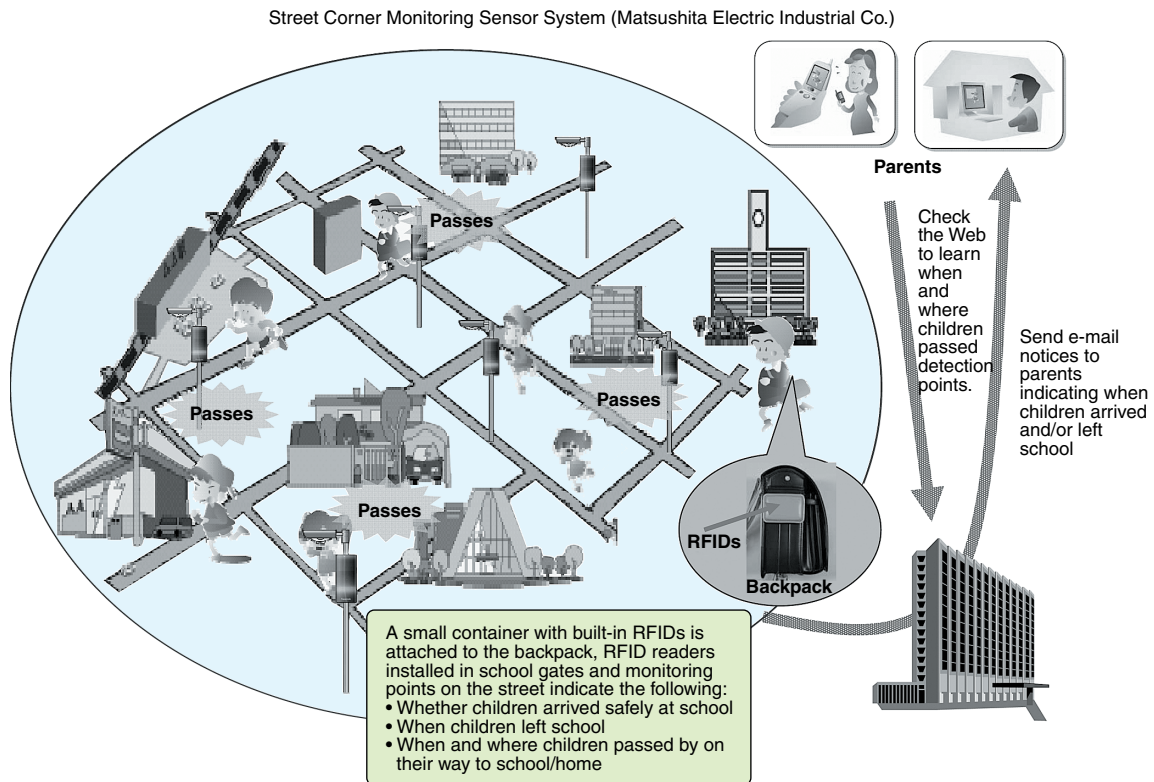 Street Corner Monitoring Sensor System (Matsushita Electric Industrial Co.)
Parents
Check
the Web
to learn
when
and
where
children
passed
detection
points.
Send e-mail
notices to
parents
indicating when
children arrived
and/or left
school
Passes
Passes
Passes
Passes
RFIDs
Backpack
A small container with built-in RFIDs is
attached to the backpack, RFID readers
installed in school gates and monitoring
points on the street indicate the following:
• Whether children arrived safely at school
• When children left school
• When and where children passed by on
their way to school/home